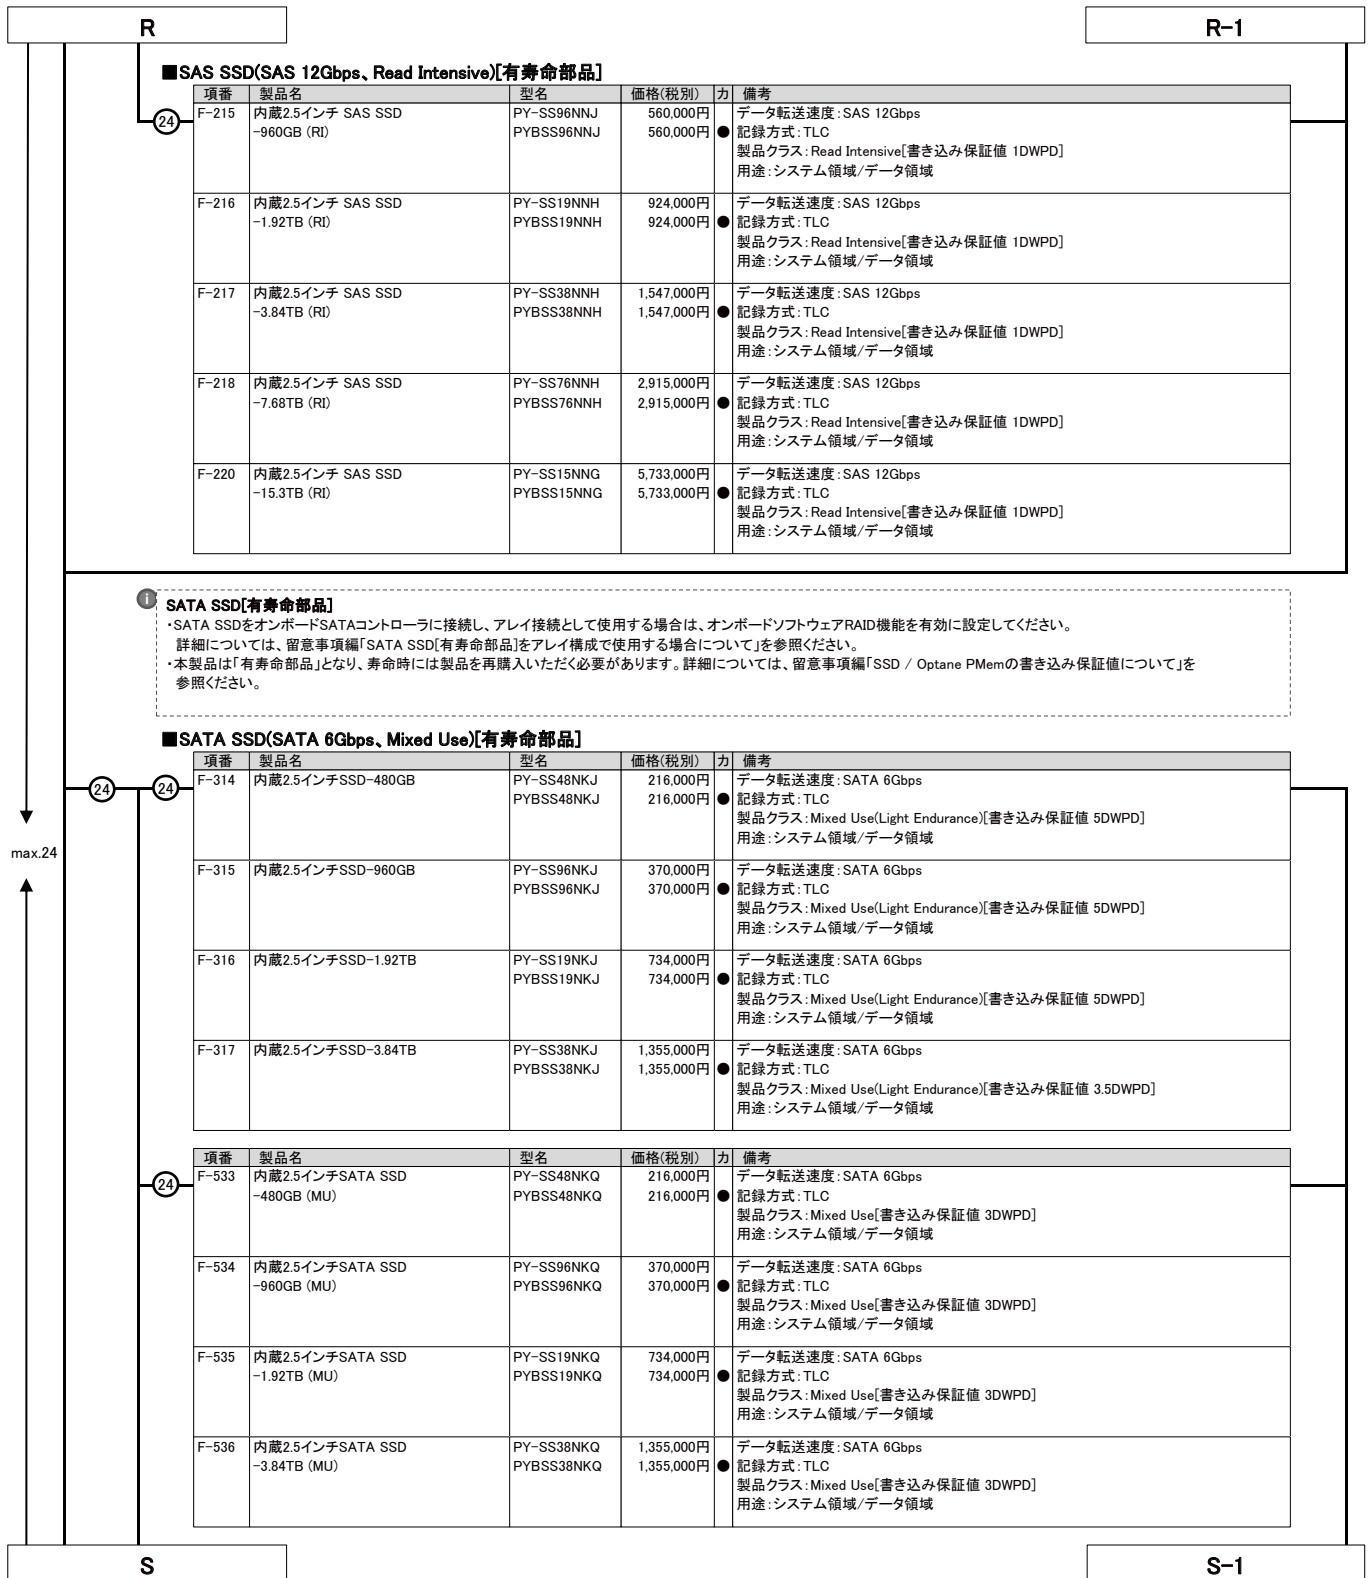 R
R-1
■SAS SSD(SAS 12Gbps、Read Intensive)[有寿命部品]
項番 製品名 型名 価格(税別) カ 備考
24
F-215 内蔵2.5インチ SAS SSD PY-SS96NNJ 560,000円 データ転送速度:SAS 12Gbps
-960GB (RI) PYBSS96NNJ 560,000円 ● 記録方式:TLC
製品クラス:Read Intensive[書き込み保証値 1DWPD]
用途:システム領域/データ領域
F-216 内蔵2.5インチ SAS SSD PY-SS19NNH 924,000円 データ転送速度:SAS 12Gbps
-1.92TB (RI) PYBSS19NNH 924,000円 ● 記録方式:TLC
製品クラス:Read Intensive[書き込み保証値 1DWPD]
用途:システム領域/データ領域
F-217 内蔵2.5インチ SAS SSD PY-SS38NNH 1,547,000円 データ転送速度:SAS 12Gbps
-3.84TB (RI) PYBSS38NNH 1,547,000円 ● 記録方式:TLC
製品クラス:Read Intensive[書き込み保証値 1DWPD]
用途:システム領域/データ領域
F-218 内蔵2.5インチ SAS SSD PY-SS76NNH 2,915,000円 データ転送速度:SAS 12Gbps
-7.68TB (RI) PYBSS76NNH 2,915,000円 ● 記録方式:TLC
製品クラス:Read Intensive[書き込み保証値 1DWPD]
用途:システム領域/データ領域
F-220 内蔵2.5インチ SAS SSD PY-SS15NNG 5,733,000円 データ転送速度:SAS 12Gbps
-15.3TB (RI) PYBSS15NNG 5,733,000円 ● 記録方式:TLC
製品クラス:Read Intensive[書き込み保証値 1DWPD]
用途:システム領域/データ領域
i
SATA SSD[有寿命部品]
・SATA SSDをオンボードSATAコントローラに接続し、アレイ接続として使用する場合は、オンボードソフトウェアRAID機能を有効に設定してください。
詳細については、留意事項編「SATA SSD[有寿命部品]をアレイ構成で使用する場合について」を参照ください。
・本製品は「有寿命部品」となり、寿命時には製品を再購入いただく必要があります。詳細については、留意事項編「SSD / Optane PMemの書き込み保証値について」を
参照ください。
■SATA SSD(SATA 6Gbps、Mixed Use)[有寿命部品]
項番 製品名 型名 価格(税別) カ 備考
24 24
F-314 内蔵2.5インチSSD-480GB PY-SS48NKJ 216,000円 データ転送速度:SATA 6Gbps
PYBSS48NKJ 216,000円 ● 記録方式:TLC
製品クラス:Mixed Use(Light Endurance)[書き込み保証値 5DWPD]
用途:システム領域/データ領域
max.24
F-315 内蔵2.5インチSSD-960GB PY-SS96NKJ 370,000円 データ転送速度:SATA 6Gbps
PYBSS96NKJ 370,000円 ● 記録方式:TLC
製品クラス:Mixed Use(Light Endurance)[書き込み保証値 5DWPD]
用途:システム領域/データ領域
F-316 内蔵2.5インチSSD-1.92TB PY-SS19NKJ 734,000円 データ転送速度:SATA 6Gbps
PYBSS19NKJ 734,000円 ● 記録方式:TLC
製品クラス:Mixed Use(Light Endurance)[書き込み保証値 5DWPD]
用途:システム領域/データ領域
F-317 内蔵2.5インチSSD-3.84TB PY-SS38NKJ 1,355,000円 データ転送速度:SATA 6Gbps
PYBSS38NKJ 1,355,000円 ● 記録方式:TLC
製品クラス:Mixed Use(Light Endurance)[書き込み保証値 3.5DWPD]
用途:システム領域/データ領域
項番 製品名 型名 価格(税別) カ 備考
24
F-533 内蔵2.5インチSATA SSD PY-SS48NKQ 216,000円 データ転送速度:SATA 6Gbps
-480GB (MU) PYBSS48NKQ 216,000円 ● 記録方式:TLC
製品クラス:Mixed Use[書き込み保証値 3DWPD]
用途:システム領域/データ領域
F-534 内蔵2.5インチSATA SSD PY-SS96NKQ 370,000円 データ転送速度:SATA 6Gbps
-960GB (MU) PYBSS96NKQ 370,000円 ● 記録方式:TLC
製品クラス:Mixed Use[書き込み保証値 3DWPD]
用途:システム領域/データ領域
F-535 内蔵2.5インチSATA SSD PY-SS19NKQ 734,000円 データ転送速度:SATA 6Gbps
-1.92TB (MU) PYBSS19NKQ 734,000円 ● 記録方式:TLC
製品クラス:Mixed Use[書き込み保証値 3DWPD]
用途:システム領域/データ領域
F-536 内蔵2.5インチSATA SSD PY-SS38NKQ 1,355,000円 データ転送速度:SATA 6Gbps
-3.84TB (MU) PYBSS38NKQ 1,355,000円 ● 記録方式:TLC
製品クラス:Mixed Use[書き込み保証値 3DWPD]
用途:システム領域/データ領域
S
S-1